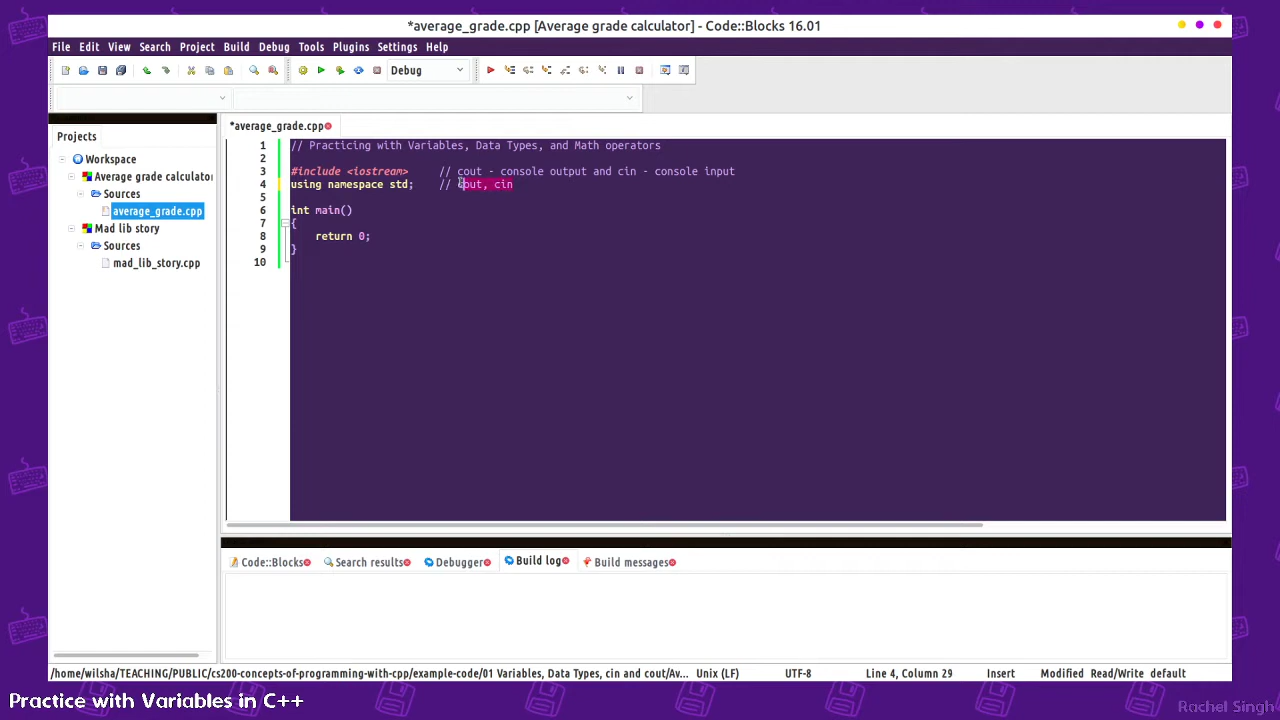 *average_grade.cpp [Average grade calculator] - Code::Blocks 16.01
File Edit View Search Project Build Debug Tools Plugins Settings Help
Debug
Projects
Workspace
Average grade calculator
Sources
average_grade.cpp
Mad lib story
Sources
mad_lib_story.cpp
*average_grade.cpp
1 // Practicing with Variables, Data Types, and Math operators
2
3 #include <iostream> // cout - console output and cin - console input
4 using namespace std; // cout, cin
5
6 int main()
7 {
8 return 0;
9 }
10
Code::Blocks Search results Debugger Build log Build messages
/home/wilsha/TEACHING/PUBLIC/cs200-concepts-of-programming-with-cpp/example-code/01 Variables, Data Types, cin and cout/Av... Unix (LF) UTF-8 Line 4, Column 29 Insert Modified Read/Write default
Practice with Variables in C++
Rachel Singh